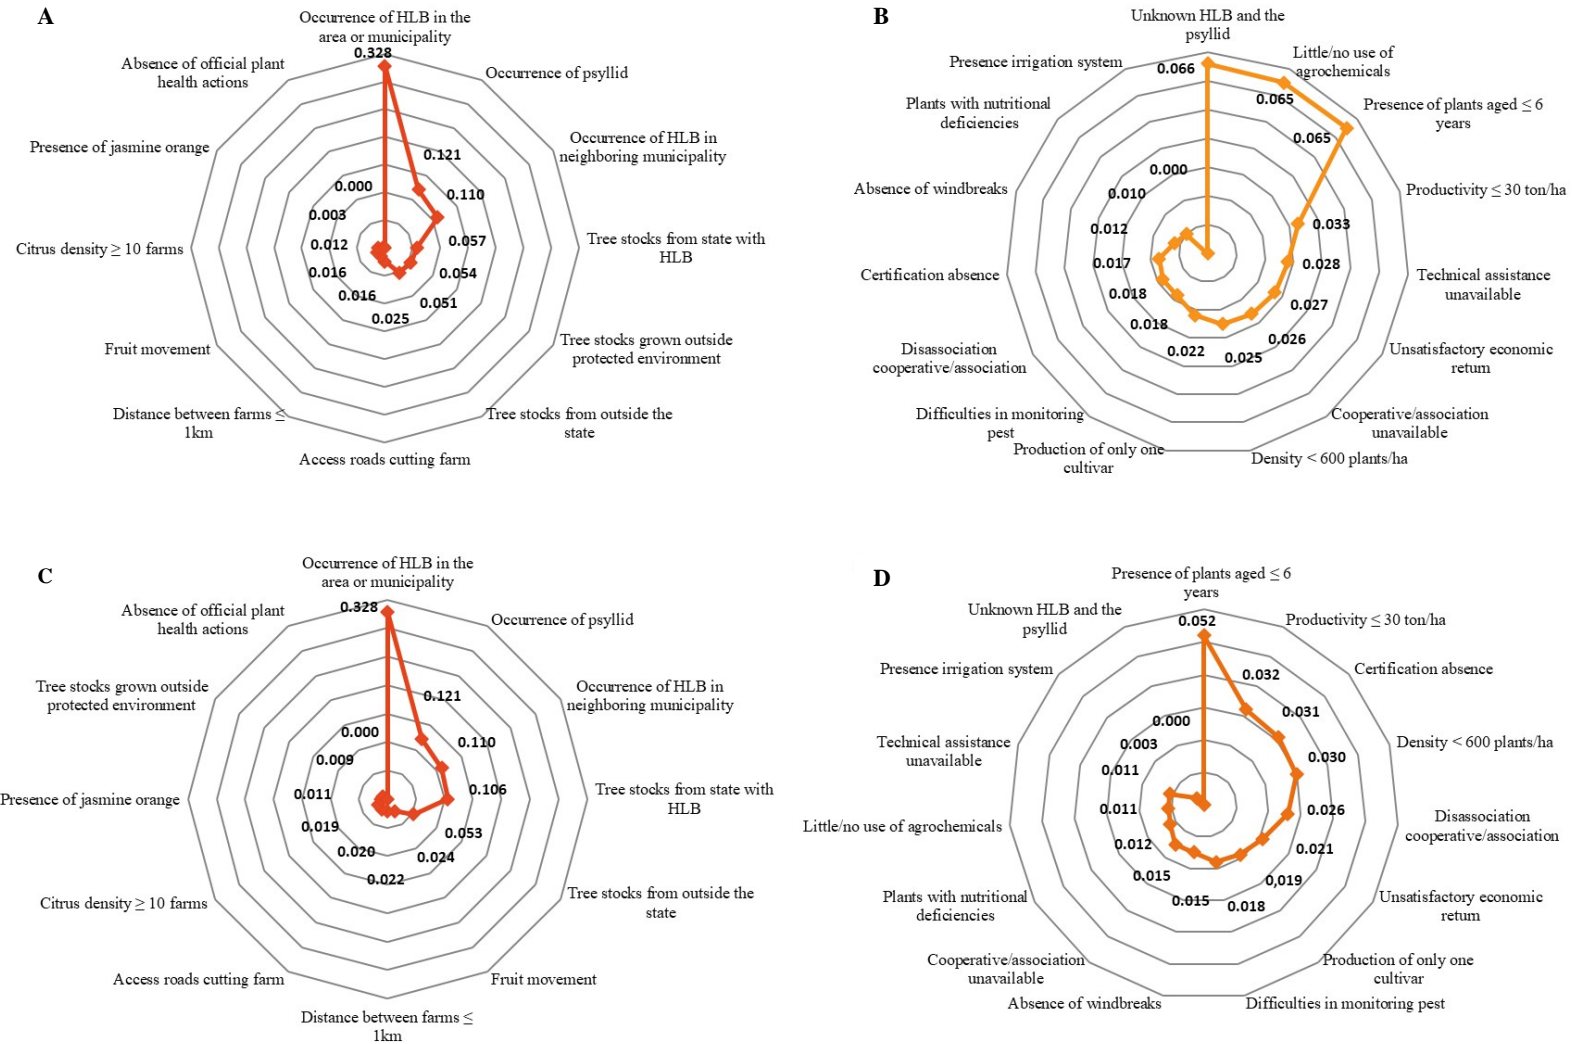 A
Occurrence of HLB in the
area or municipality
0.328
Occurrence of psyllid
0.121
Occurrence of HLB in
neighboring municipality
0.110
Tree stocks from state with
HLB
0.057
Tree stocks grown outside
protected environment
0.054
Tree stocks from outside the
state
0.051
Access roads cutting farm
0.025
Distance between farms ≤
1km
0.016
Fruit movement
0.016
Citrus density ≥ 10 farms
0.012
Presence of jasmine orange
0.003
Absence of official plant
health actions
0.000
B
Unknown HLB and the
psyllid
0.066
Little/no use of
agrochemicals
0.065
Presence of plants aged ≤ 6
years
0.065
Productivity ≤ 30 ton/ha
0.033
Technical assistance
unavailable
0.028
Unsatisfactory economic
return
0.027
Cooperative/association
unavailable
0.026
Density < 600 plants/ha
0.025
Production of only one
cultivar
0.022
Difficulties in monitoring
pest
0.018
Disassociation
cooperative/association
0.018
Certification absence
0.017
Absence of windbreaks
0.012
Plants with nutritional
deficiencies
0.010
Presence irrigation system
0.000
C
Occurrence of HLB in the
area or municipality
0.328
Occurrence of psyllid
0.121
Occurrence of HLB in
neighboring municipality
0.110
Tree stocks from state with
HLB
0.106
Tree stocks from outside the
state
0.053
Fruit movement
0.024
Distance between farms ≤
1km
0.022
Access roads cutting farm
0.020
Citrus density ≥ 10 farms
0.019
Presence of jasmine orange
0.011
Tree stocks grown outside
protected environment
0.009
Absence of official plant
health actions
0.000
D
Presence of plants aged ≤ 6
years
0.052
Productivity ≤ 30 ton/ha
0.032
Certification absence
0.031
Density < 600 plants/ha
0.030
Disassociation
cooperative/association
0.026
Unsatisfactory economic
return
0.021
Production of only one
cultivar
0,019
Difficulties in monitoring pest
0.018
Absence of windbreaks
0.015
Cooperative/association
unavailable
0.015
Plants with nutritional
deficiencies
0.012
Little/no use of agrochemicals
0.011
Technical assistance
unavailable
0.011
Presence irrigation system
0.003
Unknown HLB and the
psyllid
0.000